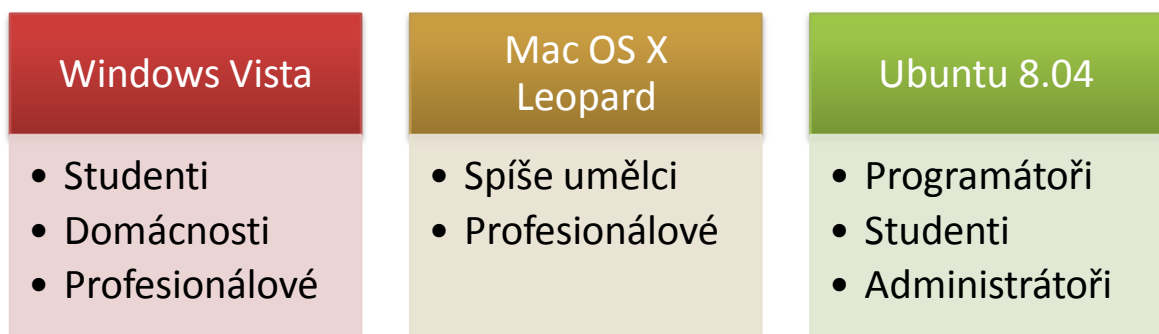 Windows Vista
• Studenti
• Domácnosti
• Profesionálové
Mac OS X
Leopard
• Spíše umělci
• Profesionálové
Ubuntu 8.04
• Programátoři
• Studenti
• Administrátoři